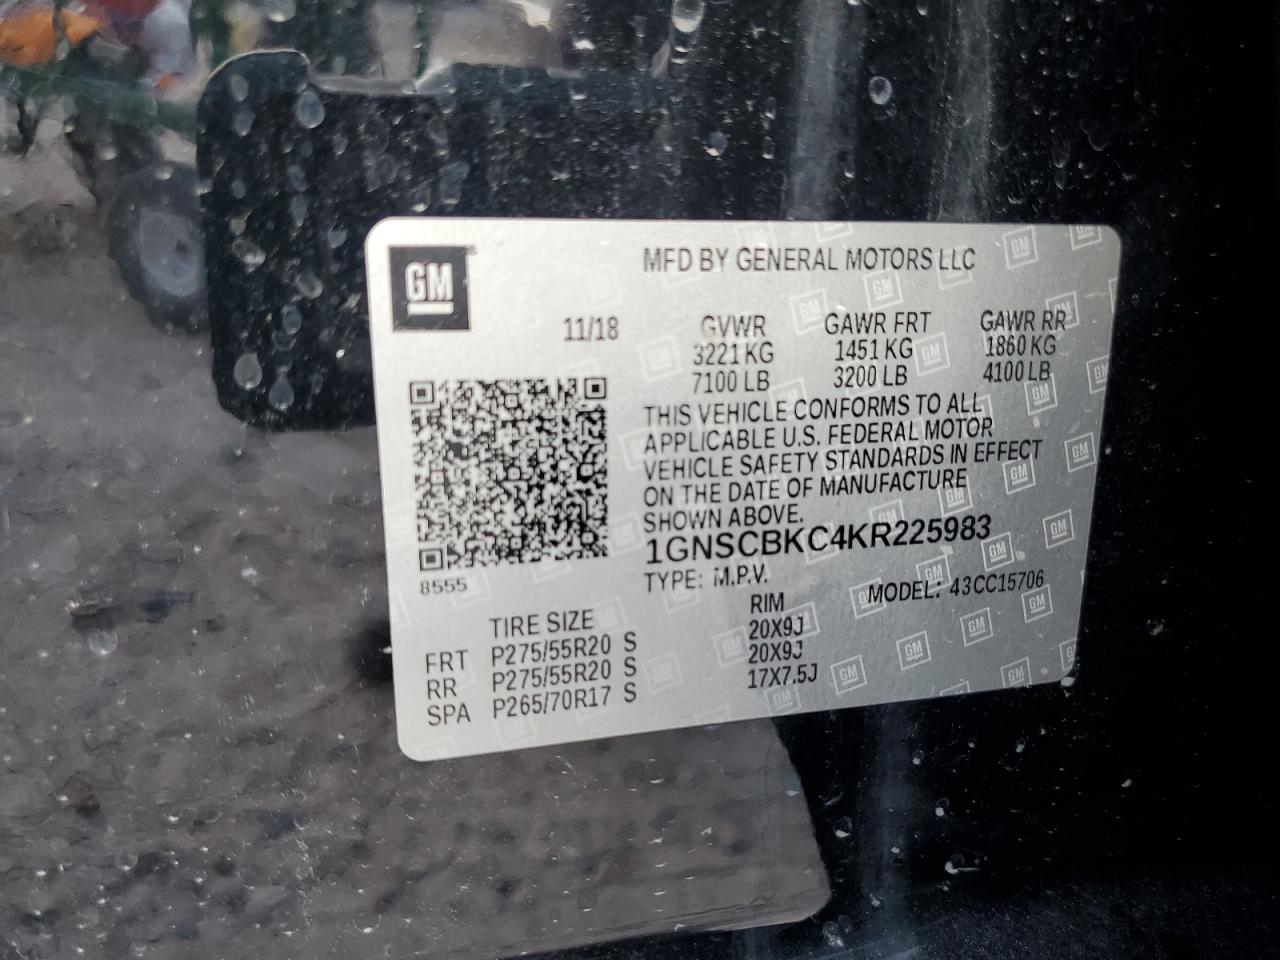 GM
MFD BY GENERAL MOTORS LLC
11/18
GVWR GAWR FRT GAWR RR
3221 KG 1451 KG 1860 KG
7100 LB 3200 LB 4100 LB
THIS VEHICLE CONFORMS TO ALL
APPLICABLE U.S. FEDERAL MOTOR
VEHICLE SAFETY STANDARDS IN EFFECT
ON THE DATE OF MANUFACTURE
SHOWN ABOVE.
1GNSCBKC4KR225983
TYPE: M.P.V. MODEL: 43CC15706
8555
TIRE SIZE RIM
FRT P275/55R20 S 20X9J
RR P275/55R20 S 20X9J
SPA P265/70R17 S 17X7.5J